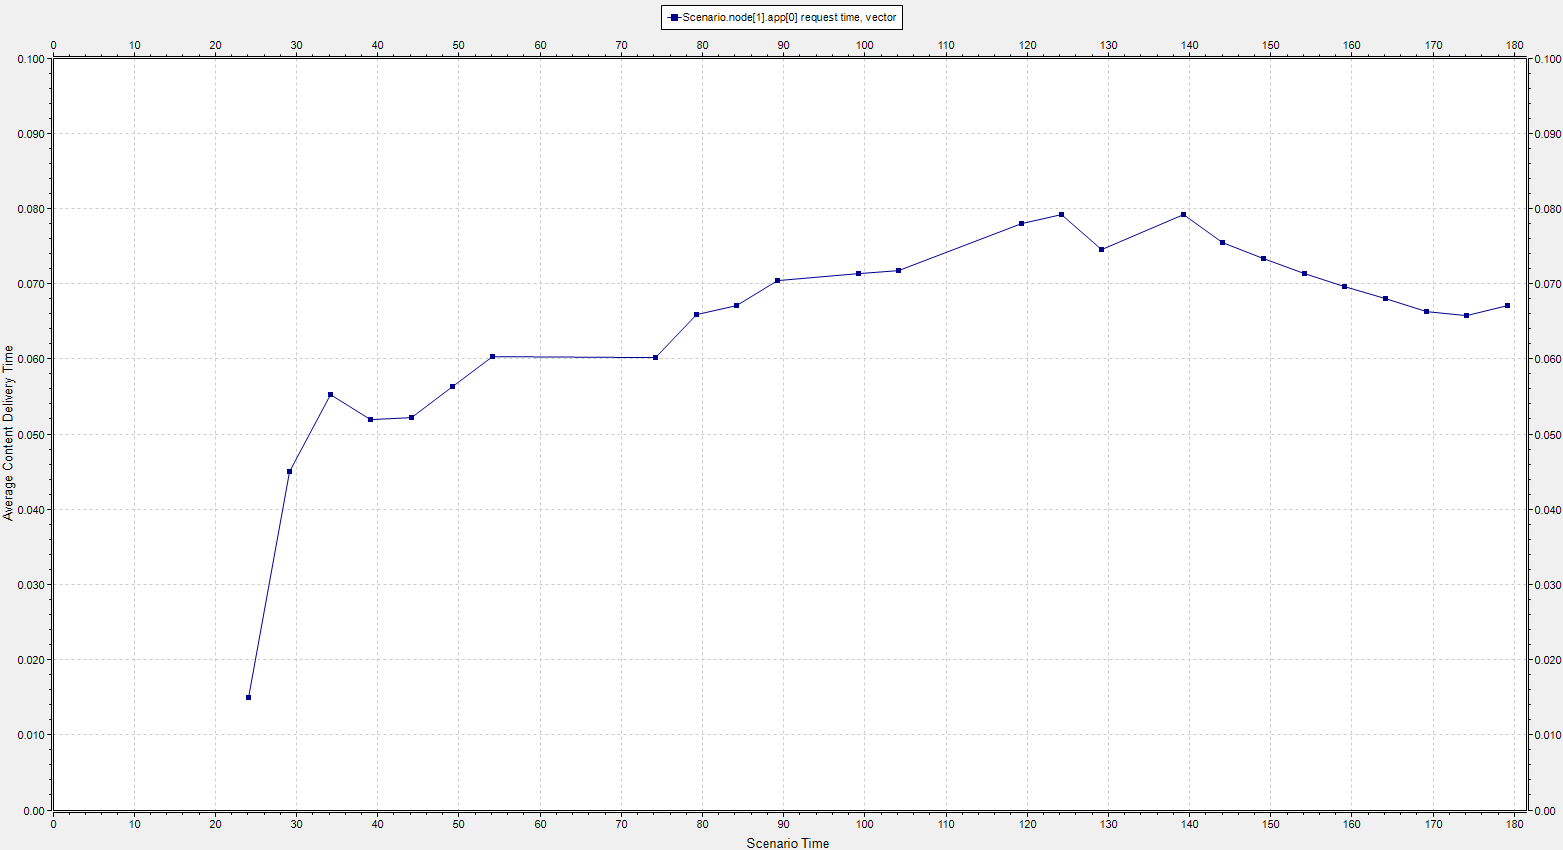 Scenario.node[1].app[0] request time, vector
0 10 20 30 40 50 60 70 80 90 100 110 120 130 140 150 160 170 180
0.100 0.100
0.090 0.090
0.080 0.080
0.070 0.070
0.060 0.060
0.050 0.050
0.040 0.040
0.030 0.030
0.020 0.020
0.010 0.010
0.00 0.00
Average Content Delivery Time
0 10 20 30 40 50 60 70 80 90 100 110 120 130 140 150 160 170 180
Scenario Time